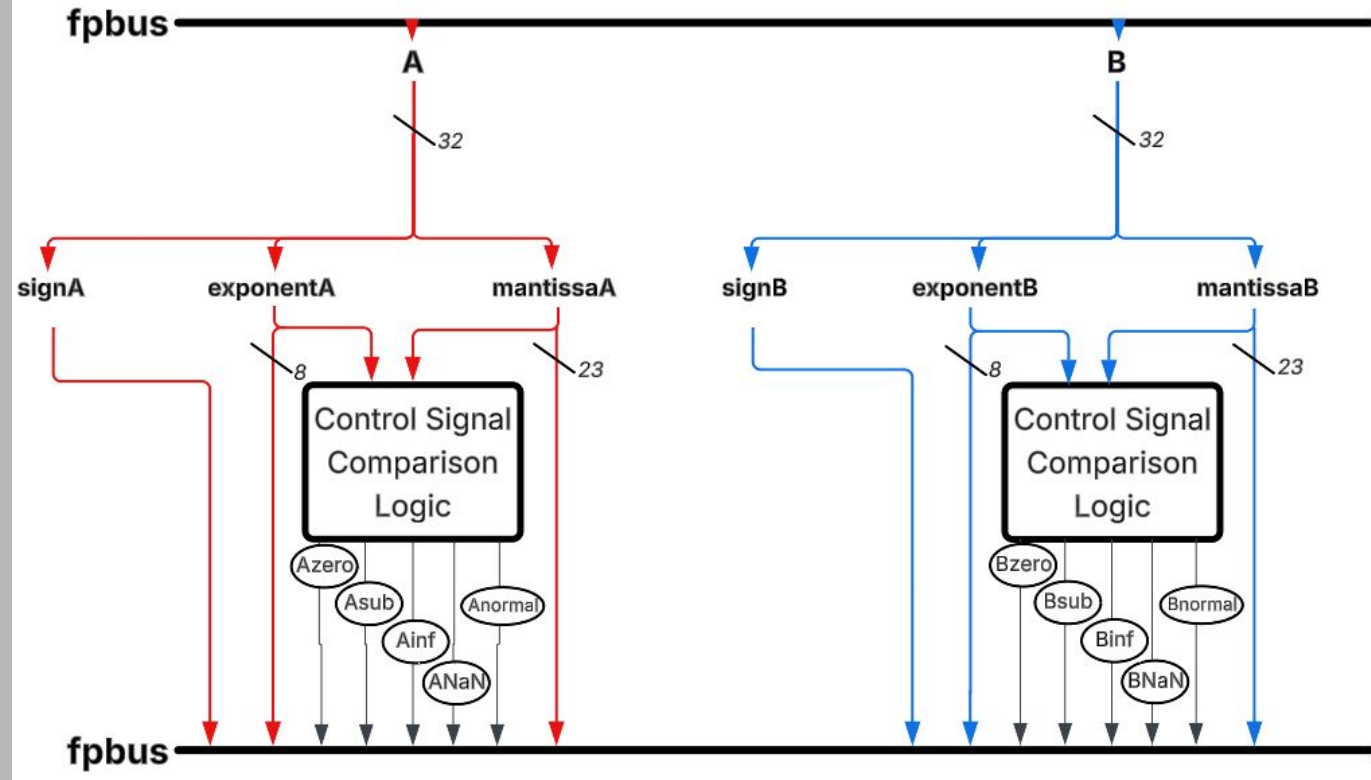 fpbus
A B
32 32
signA exponentA mantissaA signB exponentB mantissaB
8 23 8 23
Control Signal
Comparison
Logic
Control Signal
Comparison
Logic
Azero
Asub
Anormal
Ainf
ANaN
Bzero
Bsub
Bnormal
Binf
BNaN
fpbus